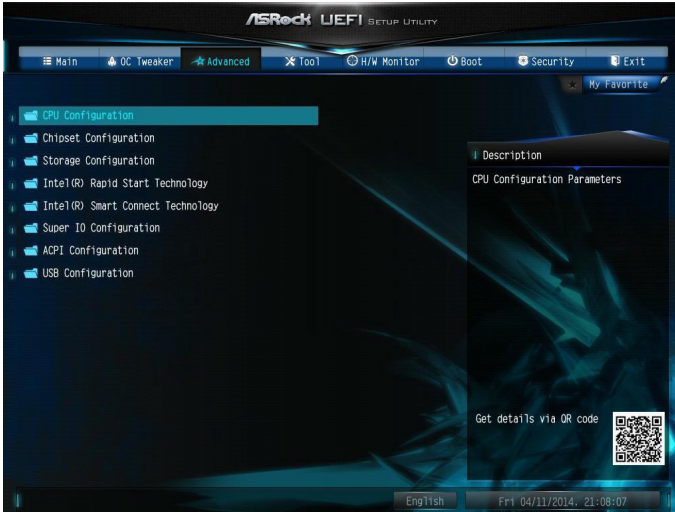 ASRock UEFI SETUP UTILITY
Main OC Tweaker Advanced Tool H/W Monitor Boot Security Exit
My Favorite
CPU Configuration
Chipset Configuration
Storage Configuration
Intel(R) Rapid Start Technology
Intel(R) Smart Connect Technology
Super IO Configuration
ACPI Configuration
USB Configuration
Description
CPU Configuration Parameters
Get details via QR code
English Fri 04/11/2014. 21:08:07